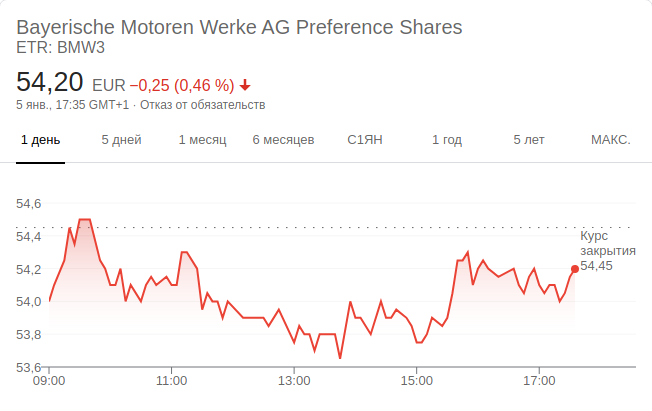 Bayerische Motoren Werke AG Preference Shares
ETR: BMW3
54,20 EUR −0,25 (0,46 %)
5 янв., 17:35 GMT+1 · Отказ от обязательств
1 день 5 дней 1 месяц 6 месяцев С1ЯН 1 год 5 лет МАКС.
54,6
54,4
54,2
54,0
53,8
53,6
Курс
закрытия
54,45
09:00 11:00 13:00 15:00 17:00